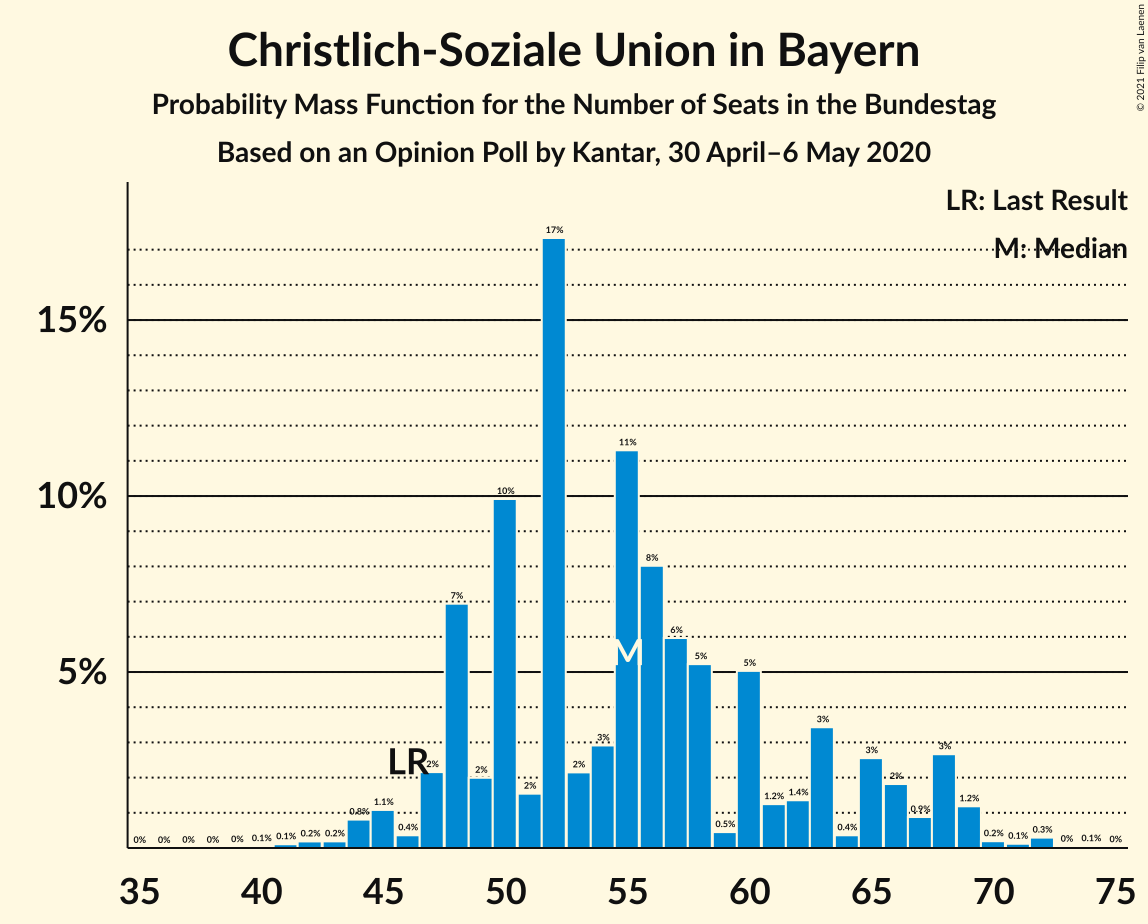 Christlich-Soziale Union in Bayern
Probability Mass Function for the Number of Seats in the Bundestag
Based on an Opinion Poll by Kantar, 30 April–6 May 2020
© 2021 Filip van Laenen
LR: Last Result
M: Median
15%
10%
5%
0% 0% 0% 0% 0% 0.1% 0.1% 0.2% 0.2% 0.8% 1.1% 0.4% 2% 7% 2% 10% 2% 17% 2% 3% 11% 8% 6% 5% 0.5% 5% 1.2% 1.4% 3% 0.4% 3% 2% 0.9% 3% 1.2% 0.2% 0.1% 0.3% 0% 0.1% 0%
LR
M
35 40 45 50 55 60 65 70 75